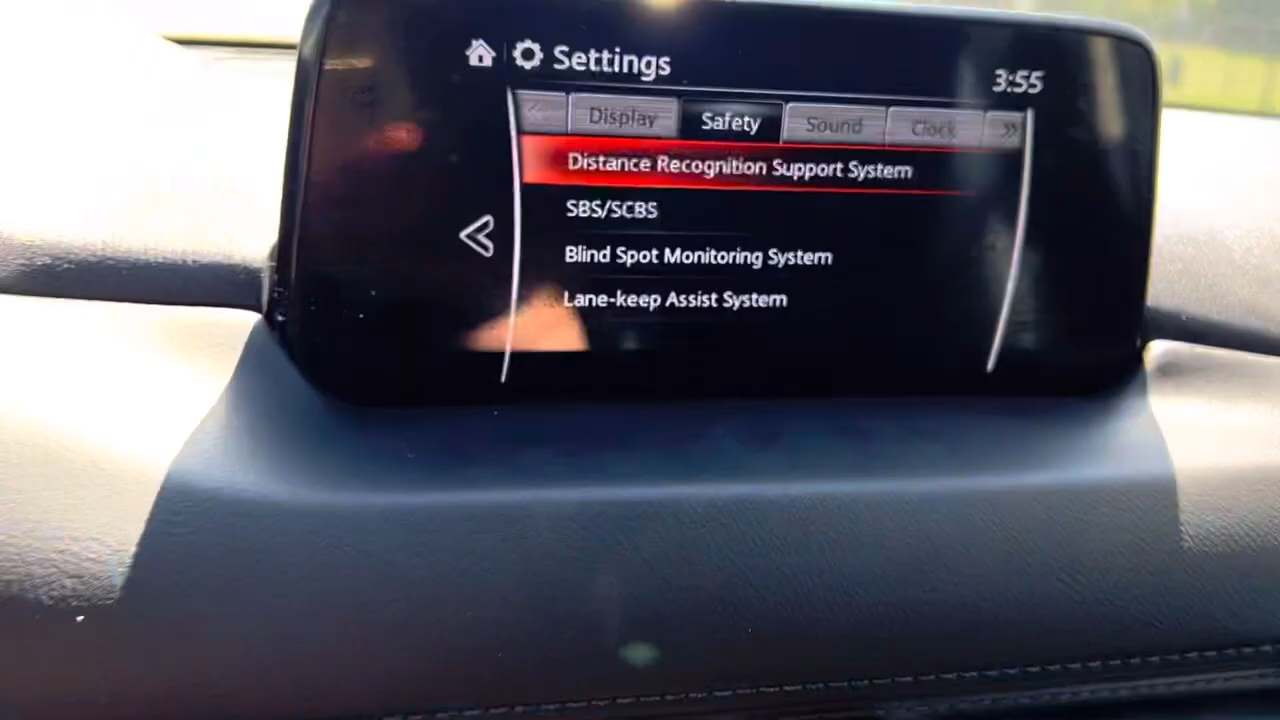 Settings
3:55
Display Safety Sound Clock
Distance Recognition Support System
SBS/SCBS
Blind Spot Monitoring System
Lane-keep Assist System